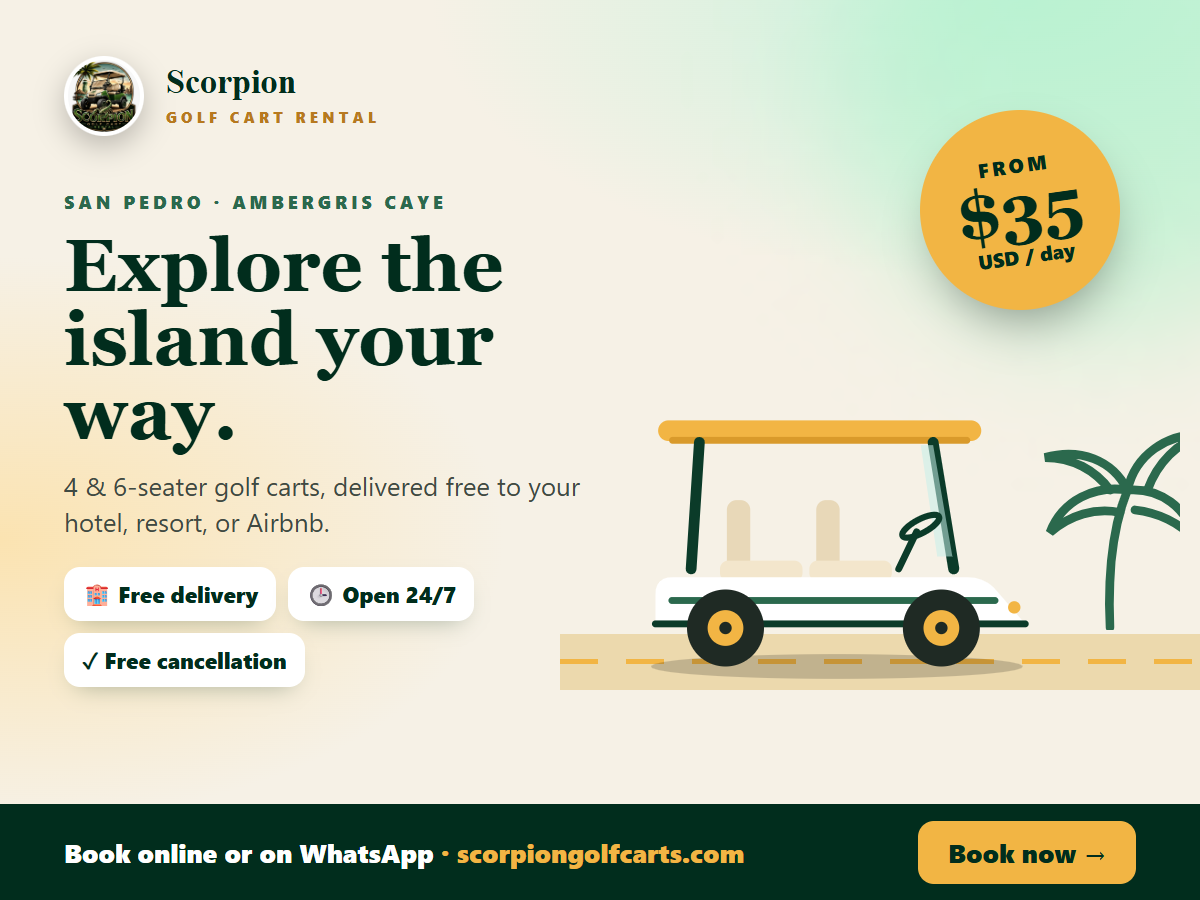 Scorpion
GOLF CART RENTAL
SCORPION
SAN PEDRO · AMBERGRIS CAYE
Explore the
island your
way.
4 & 6-seater golf carts, delivered free to your
hotel, resort, or Airbnb.
Free delivery
Open 24/7
✓ Free cancellation
FROM
$35
USD / day
Book online or on WhatsApp · scorpiongolfcarts.com
Book now →